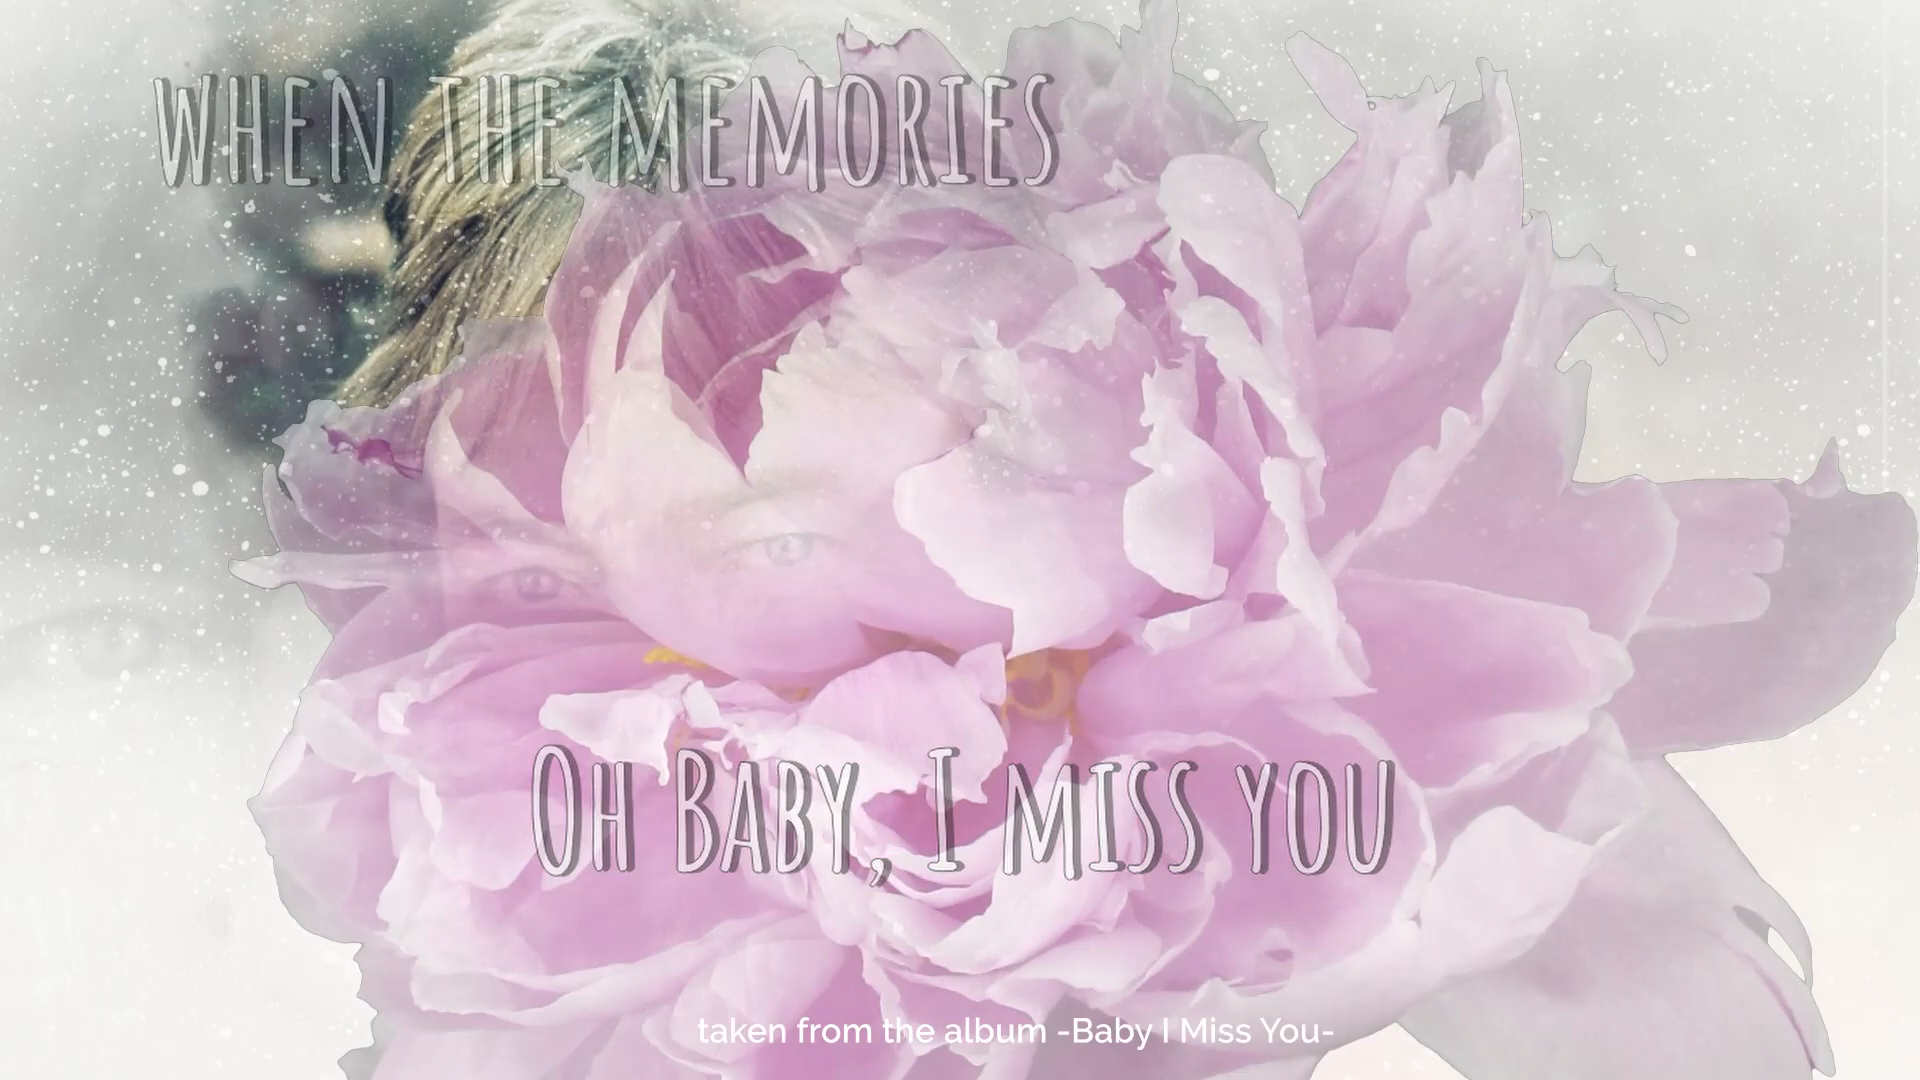 When the memories
Oh Baby, I miss you
taken from the album -Baby I Miss You-